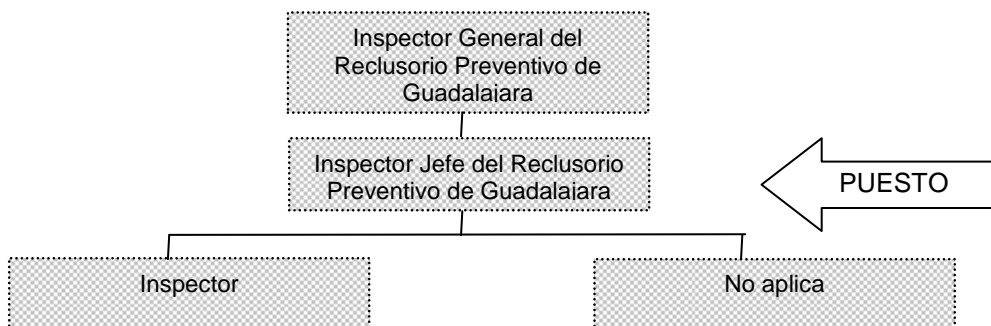 Inspector General del
Reclusorio Preventivo de
Guadalajara
Inspector Jefe del Reclusorio
Preventivo de Guadalajara
PUESTO
Inspector
No aplica